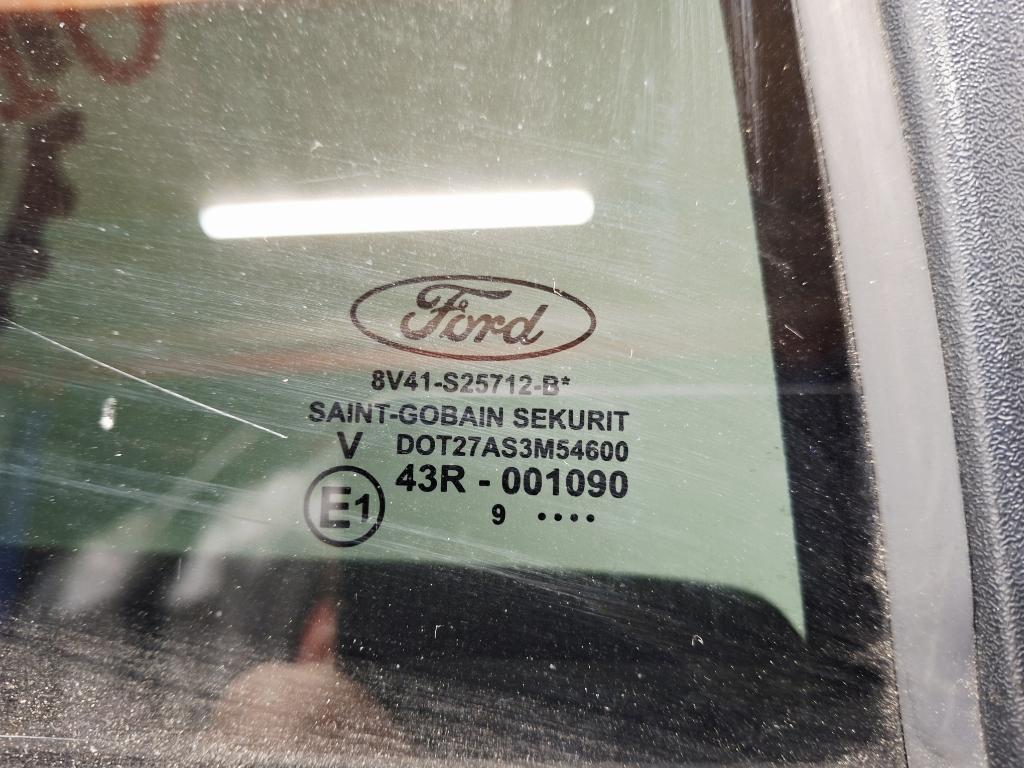 Ford
8V41-S25712-B*
SAINT-GOBAIN SEKURIT
V DOT27AS3M54600
E1 43R - 001090
9 ••••